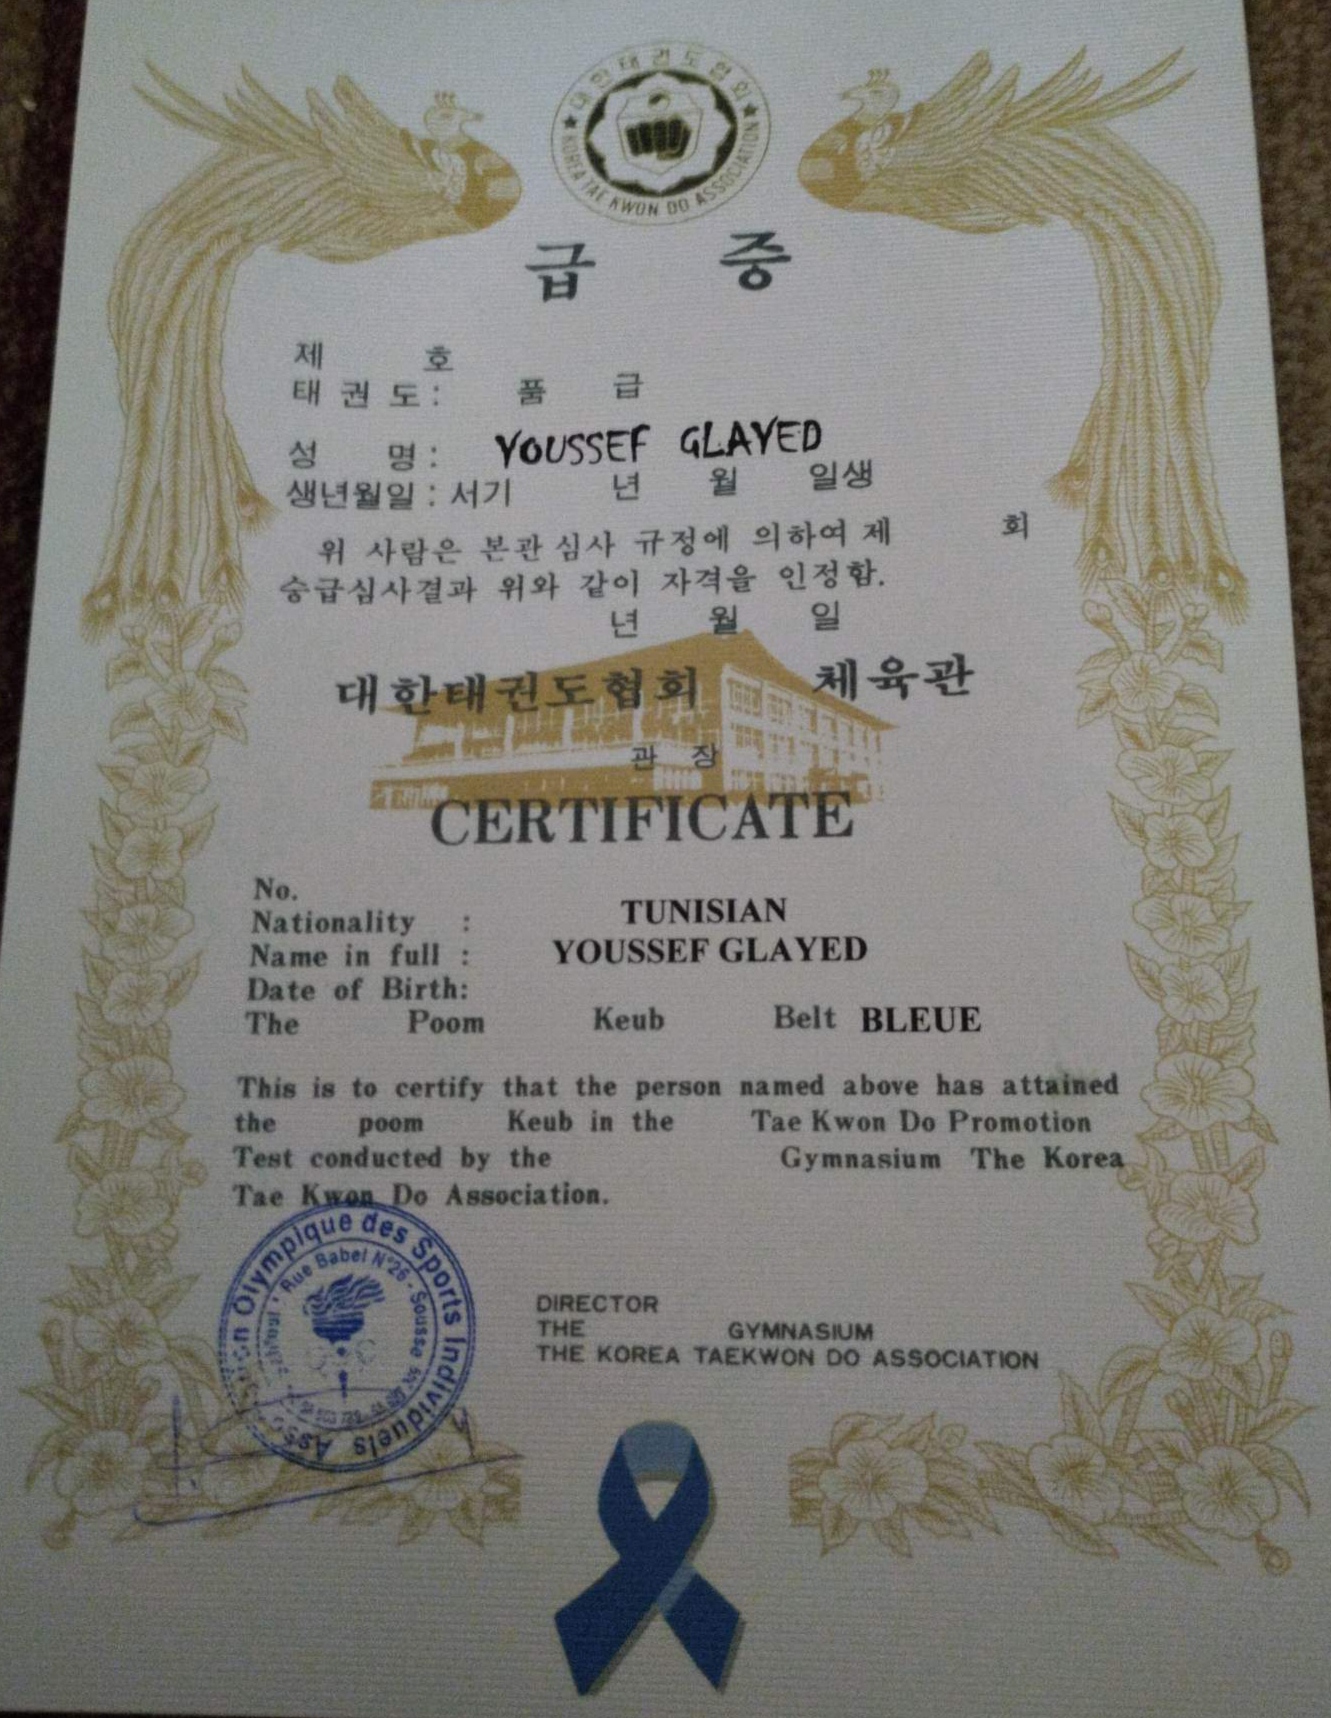 대한태권도협회
KOREA TAE KWON DO ASSOCIATION
급 증
제 호
태 권 도 : 품 급
성 명 : YOUSSEF GLAYED
생년월일 : 서기 년 월 일생
위 사람은 본관 심사 규정에 의하여 제 회
승급심사결과 위와 같이 자격을 인정함.
년 월 일
대한태권도협회 체육관
관 장
CERTIFICATE
No.
Nationality : TUNISIAN
Name in full : YOUSSEF GLAYED
Date of Birth:
The Poom Keub Belt BLEUE
This is to certify that the person named above has attained
the poom Keub in the Tae Kwon Do Promotion
Test conducted by the Gymnasium The Korea
Tae Kwon Do Association.
Olympique des Sports Individuels
Rue Babel N°26 - Sousse
DIRECTOR
THE GYMNASIUM
THE KOREA TAEKWON DO ASSOCIATION